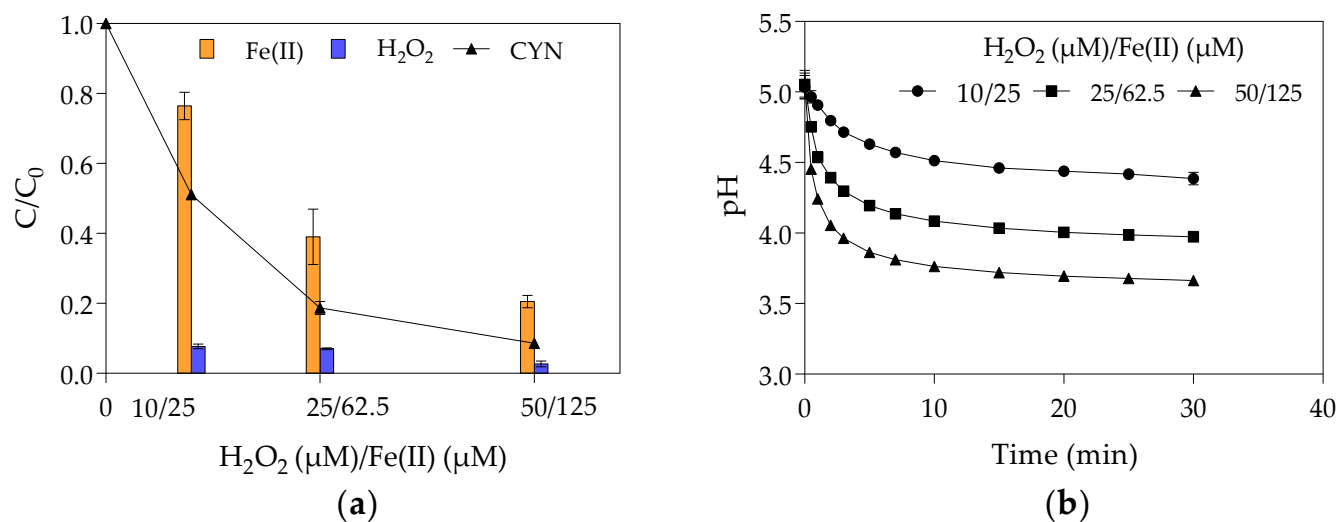 Fe(II) H₂O₂ CYN
1.0
0.8
0.6
0.4
0.2
0.0
C/C₀
0 10/25 25/62.5 50/125
H₂O₂ (μM)/Fe(II) (μM)
(a)
H₂O₂ (μM)/Fe(II) (μM)
10/25 25/62.5 50/125
5.5
5.0
4.5
4.0
3.5
3.0
pH
0 10 20 30 40
Time (min)
(b)